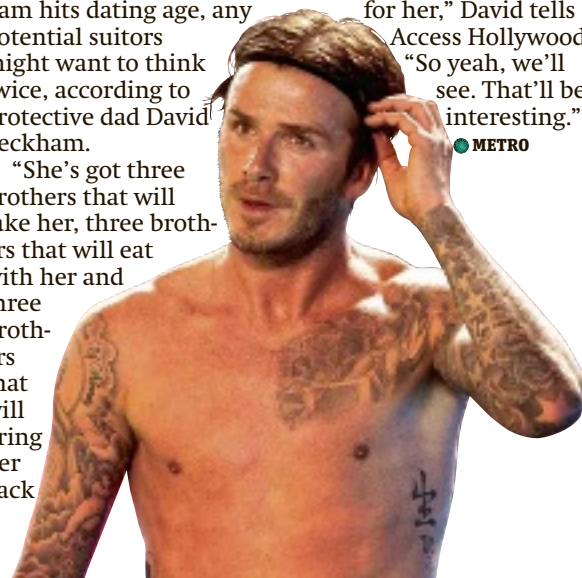 am hits dating age, any
otential suitors
night want to think
wice, according to
rotective dad David
eckham.
“She’s got three
rothers that will
ake her, three broth-
rs that will eat
vith her and
hree
roth-
rs
hat
vill
ring
er
ack
for her,” David tells
Access Hollywood
“So yeah, we’ll
see. That’ll be
interesting.”
METRO
生